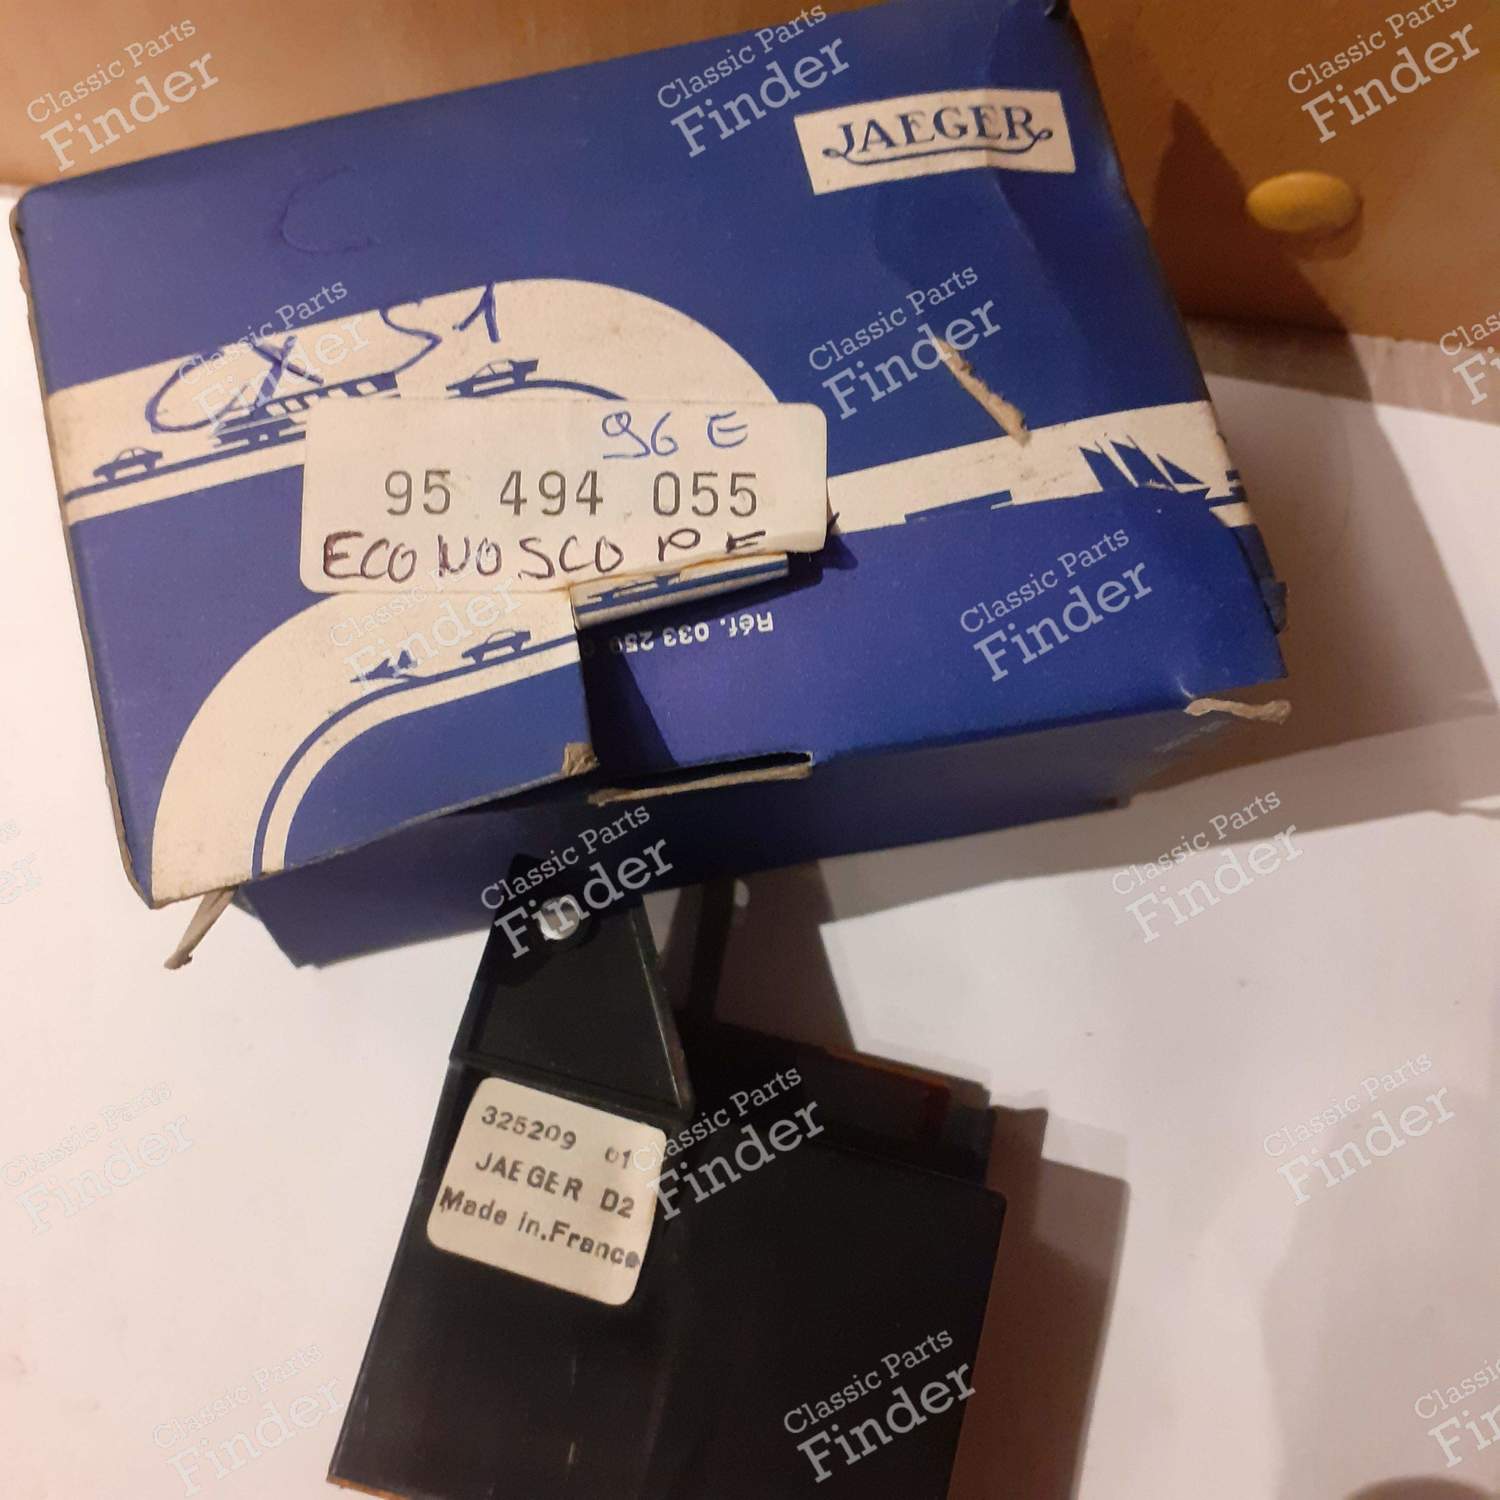 JAEGER
C
CX S1
96 E
95 494 055
ECONOSCOPE
Réf. 033 259
325209 01
JAEGER D2
Made in.France
Classic Parts
Finder